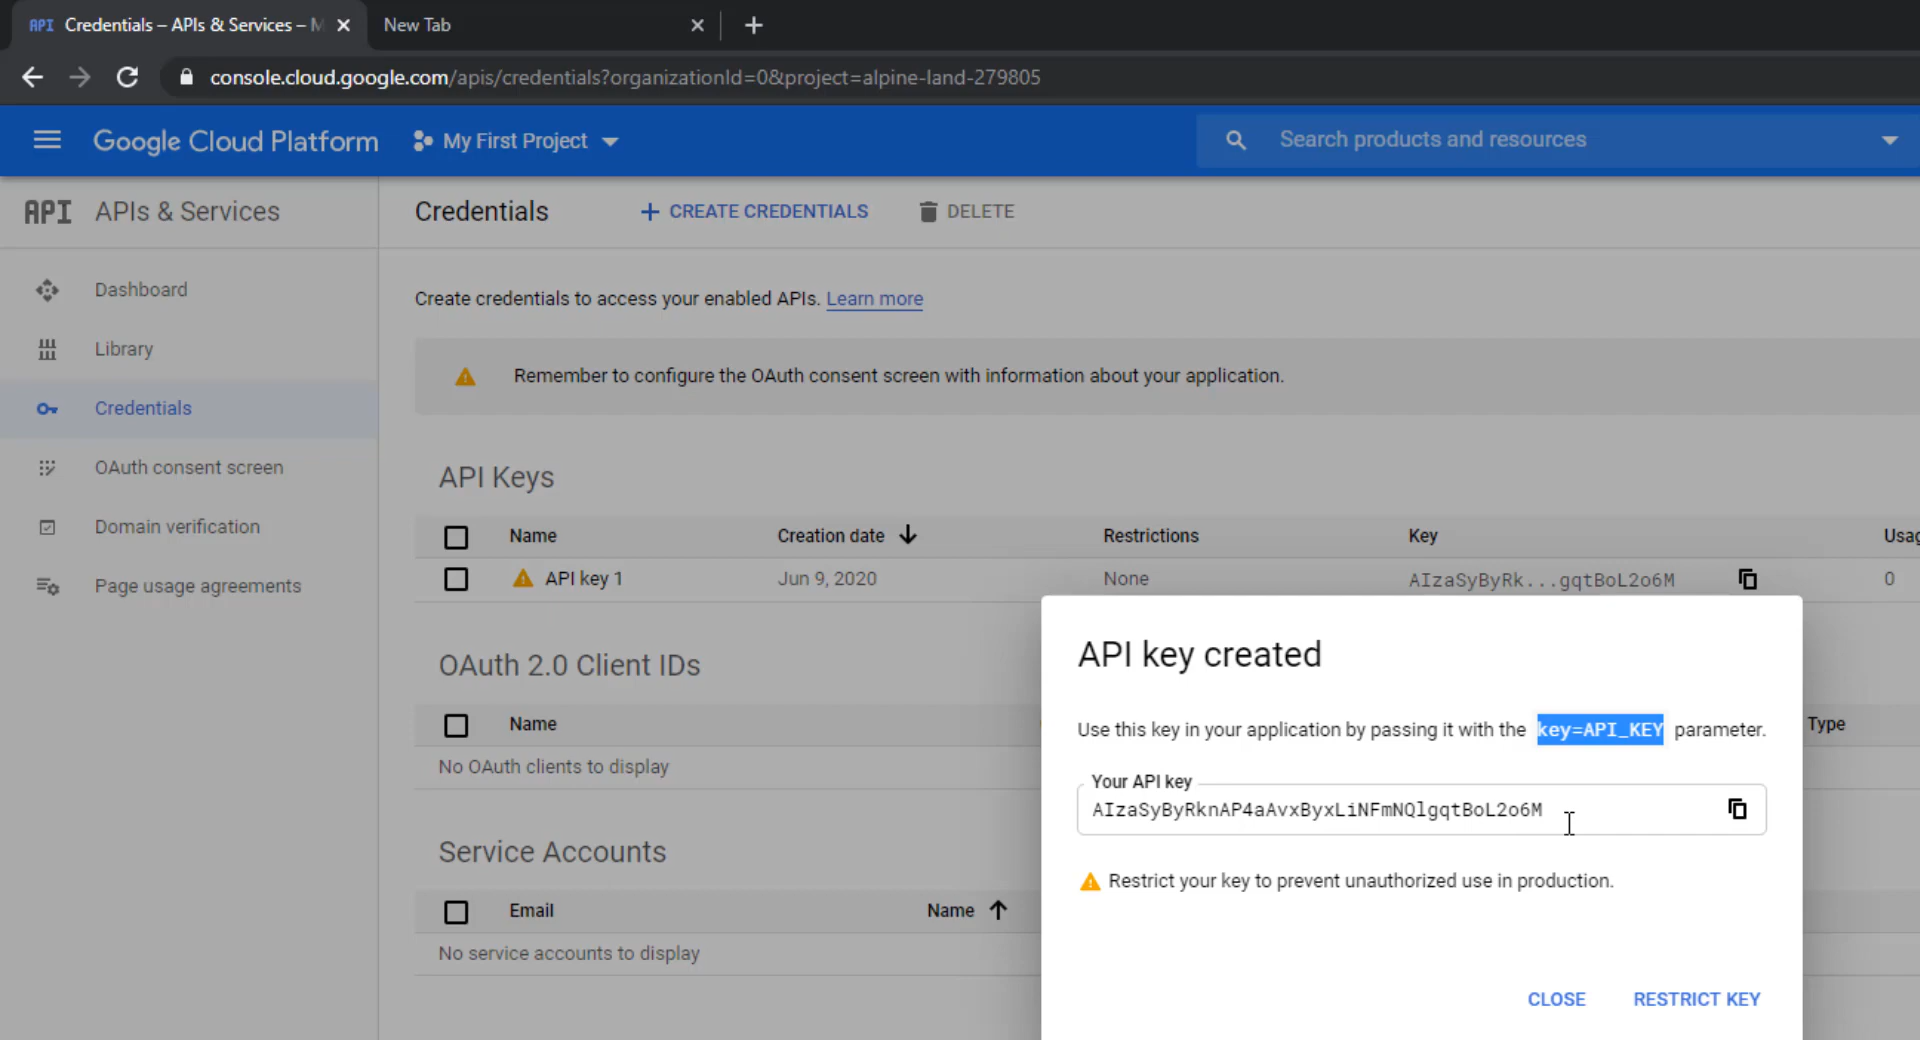 API Credentials – APIs & Services – M
New Tab
console.cloud.google.com/apis/credentials?organizationId=0&project=alpine-land-279805
Google Cloud Platform
My First Project
Search products and resources
API APIs & Services
Credentials
CREATE CREDENTIALS
DELETE
Dashboard
Library
Credentials
OAuth consent screen
Domain verification
Page usage agreements
Create credentials to access your enabled APIs. Learn more
Remember to configure the OAuth consent screen with information about your application.
API Keys
Name Creation date Restrictions Key
API key 1 Jun 9, 2020 None AIzaSyByRk...gqtBoL2o6M 0
OAuth 2.0 Client IDs
Name Type
No OAuth clients to display
Service Accounts
Email Name
No service accounts to display
API key created
Use this key in your application by passing it with the key=API_KEY parameter.
Your API key
AIzaSyByRknAP4aAvxByxLiNFmNQlgqtBoL2o6M
Restrict your key to prevent unauthorized use in production.
CLOSE RESTRICT KEY